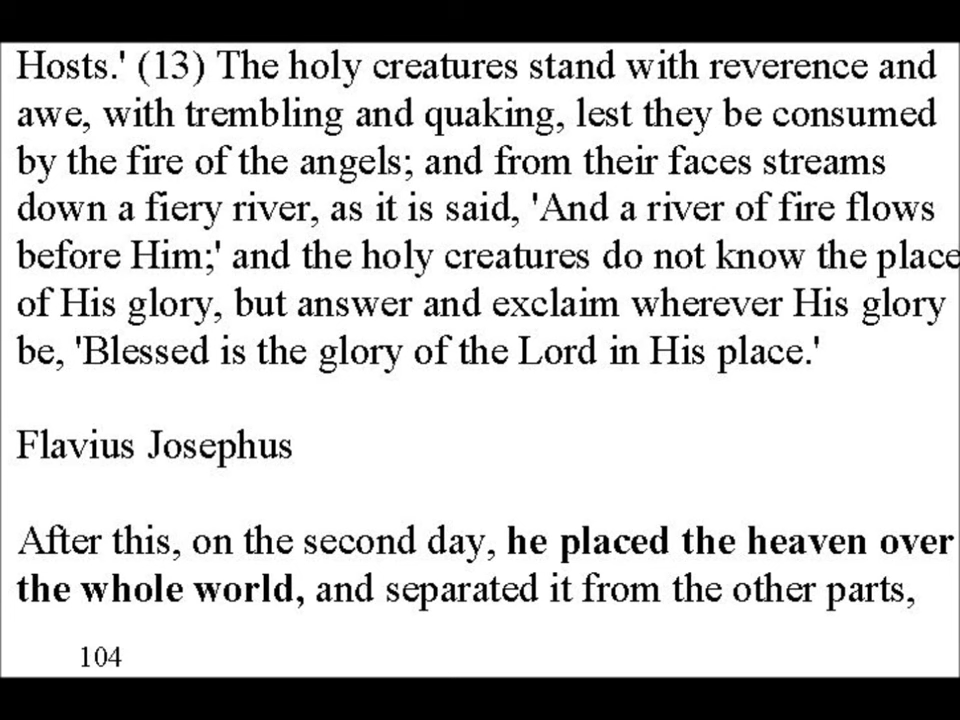 Hosts.' (13) The holy creatures stand with reverence and
awe, with trembling and quaking, lest they be consumed
by the fire of the angels; and from their faces streams
down a fiery river, as it is said, 'And a river of fire flows
before Him;' and the holy creatures do not know the place
of His glory, but answer and exclaim wherever His glory
be, 'Blessed is the glory of the Lord in His place.'
Flavius Josephus
After this, on the second day, he placed the heaven over
the whole world, and separated it from the other parts,
104